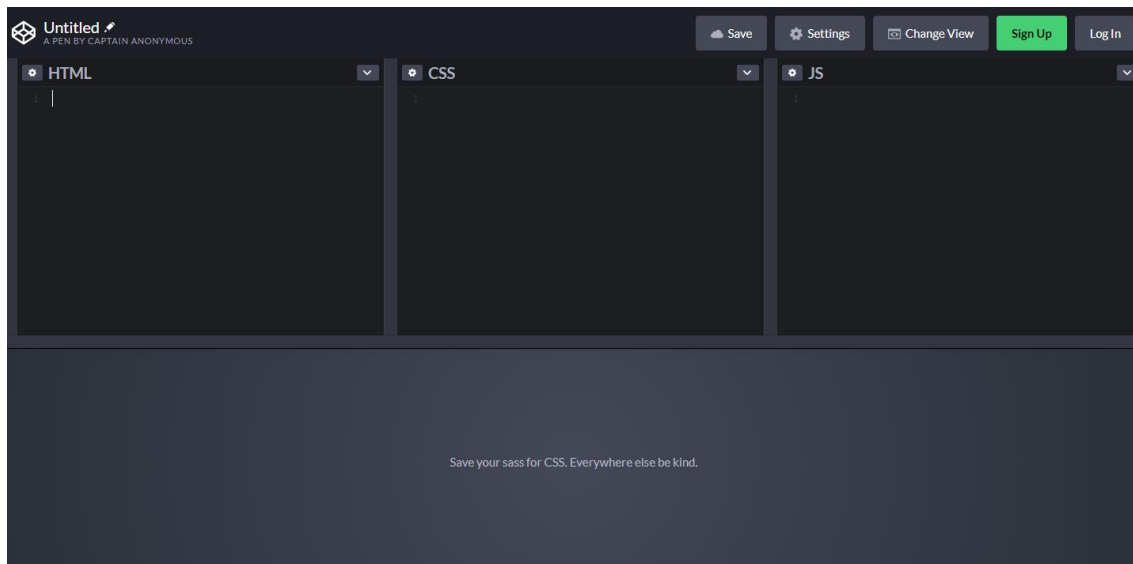 Untitled
A PEN BY CAPTAIN ANONYMOUS
Save
Settings
Change View
Sign Up
Log In
HTML
CSS
JS
1
1
1
Save your sass for CSS. Everywhere else be kind.